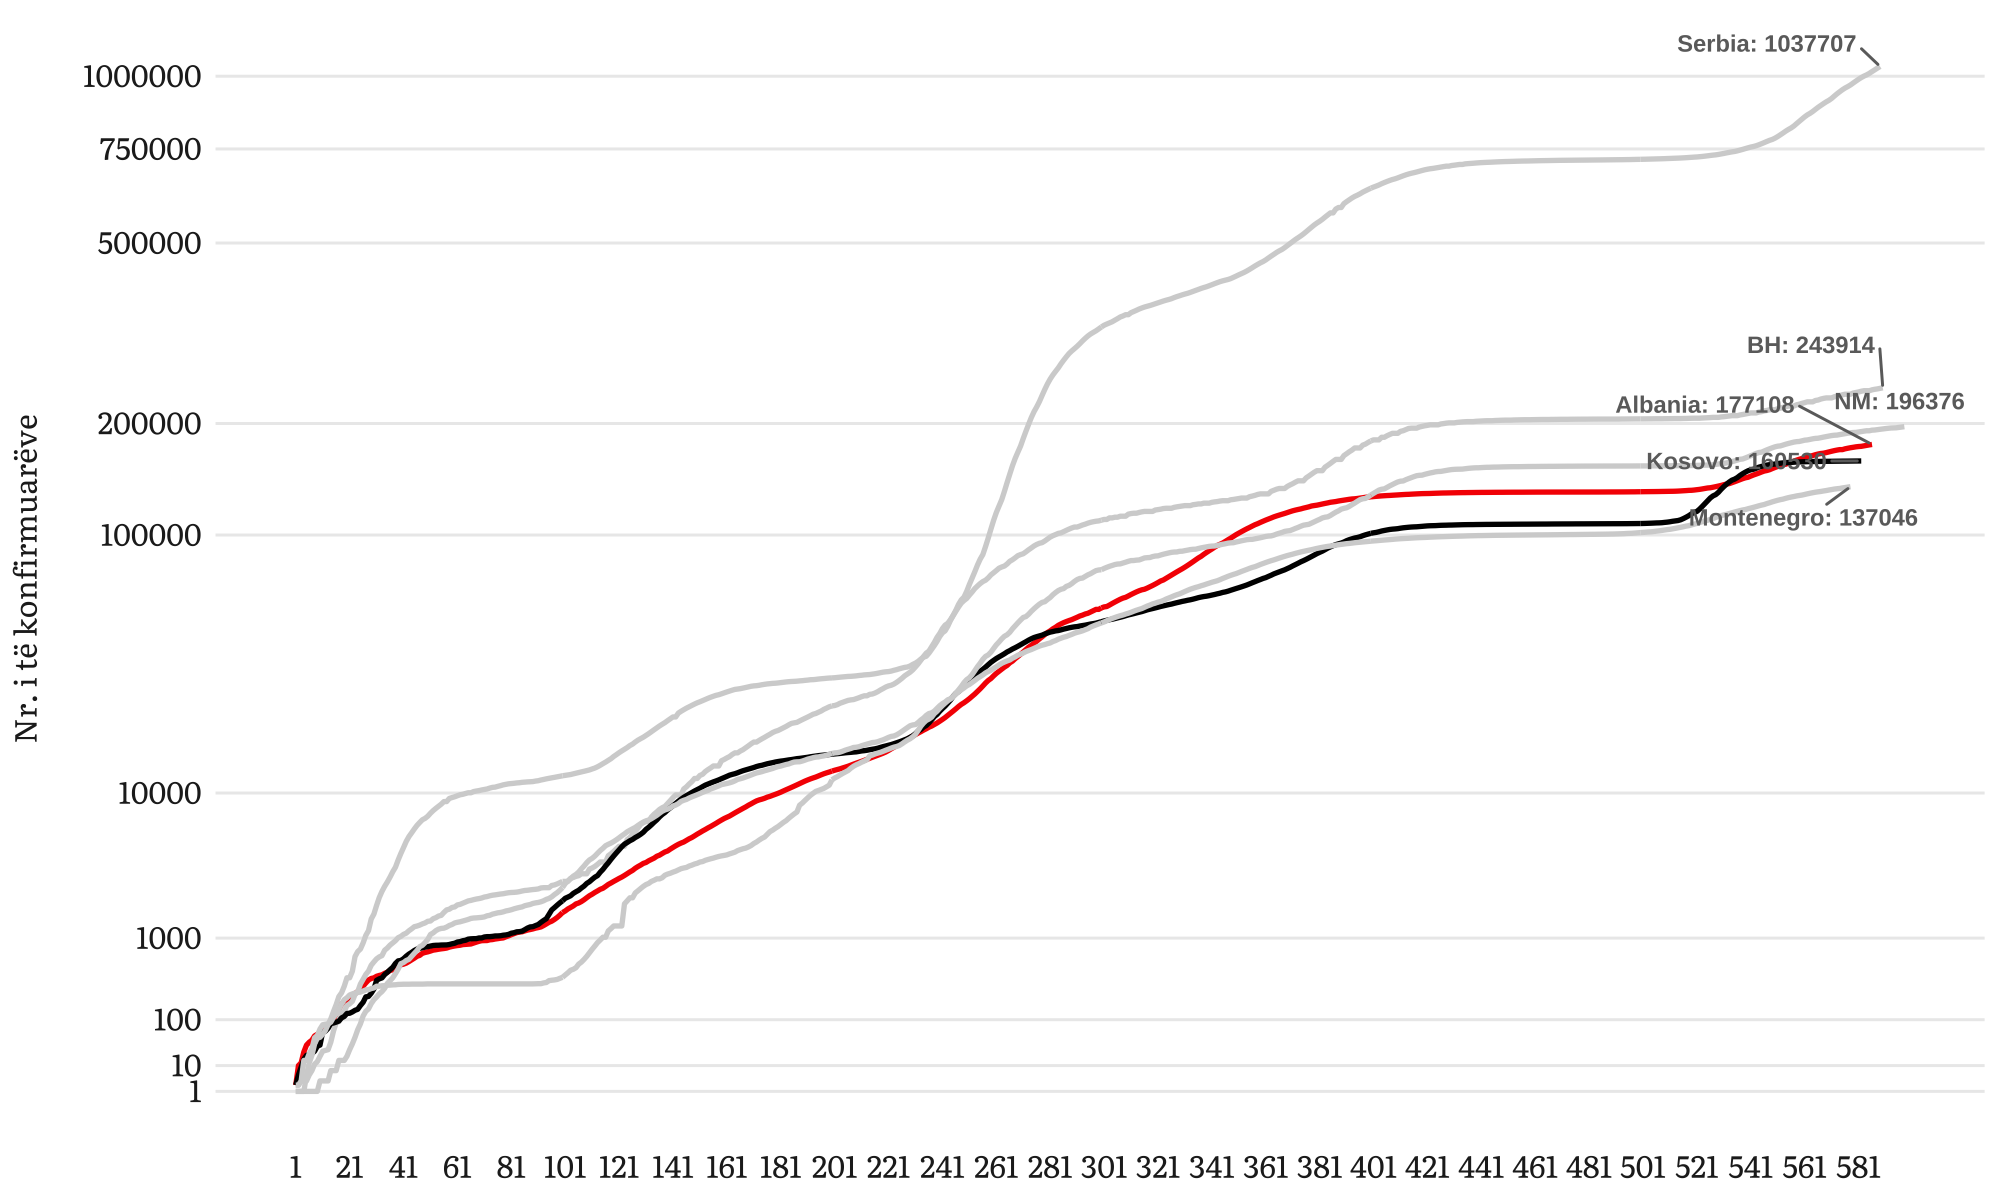 Serbia: 1037707
1000000
750000
500000
BH: 243914
Albania: 177108
NM: 196376
200000
Kosovo: 160530
Montenegro: 137046
100000
10000
1000
100
10
1
Nr. i të konfirmuarëve
1 21 41 61 81 101 121 141 161 181 201 221 241 261 281 301 321 341 361 381 401 421 441 461 481 501 521 541 561 581